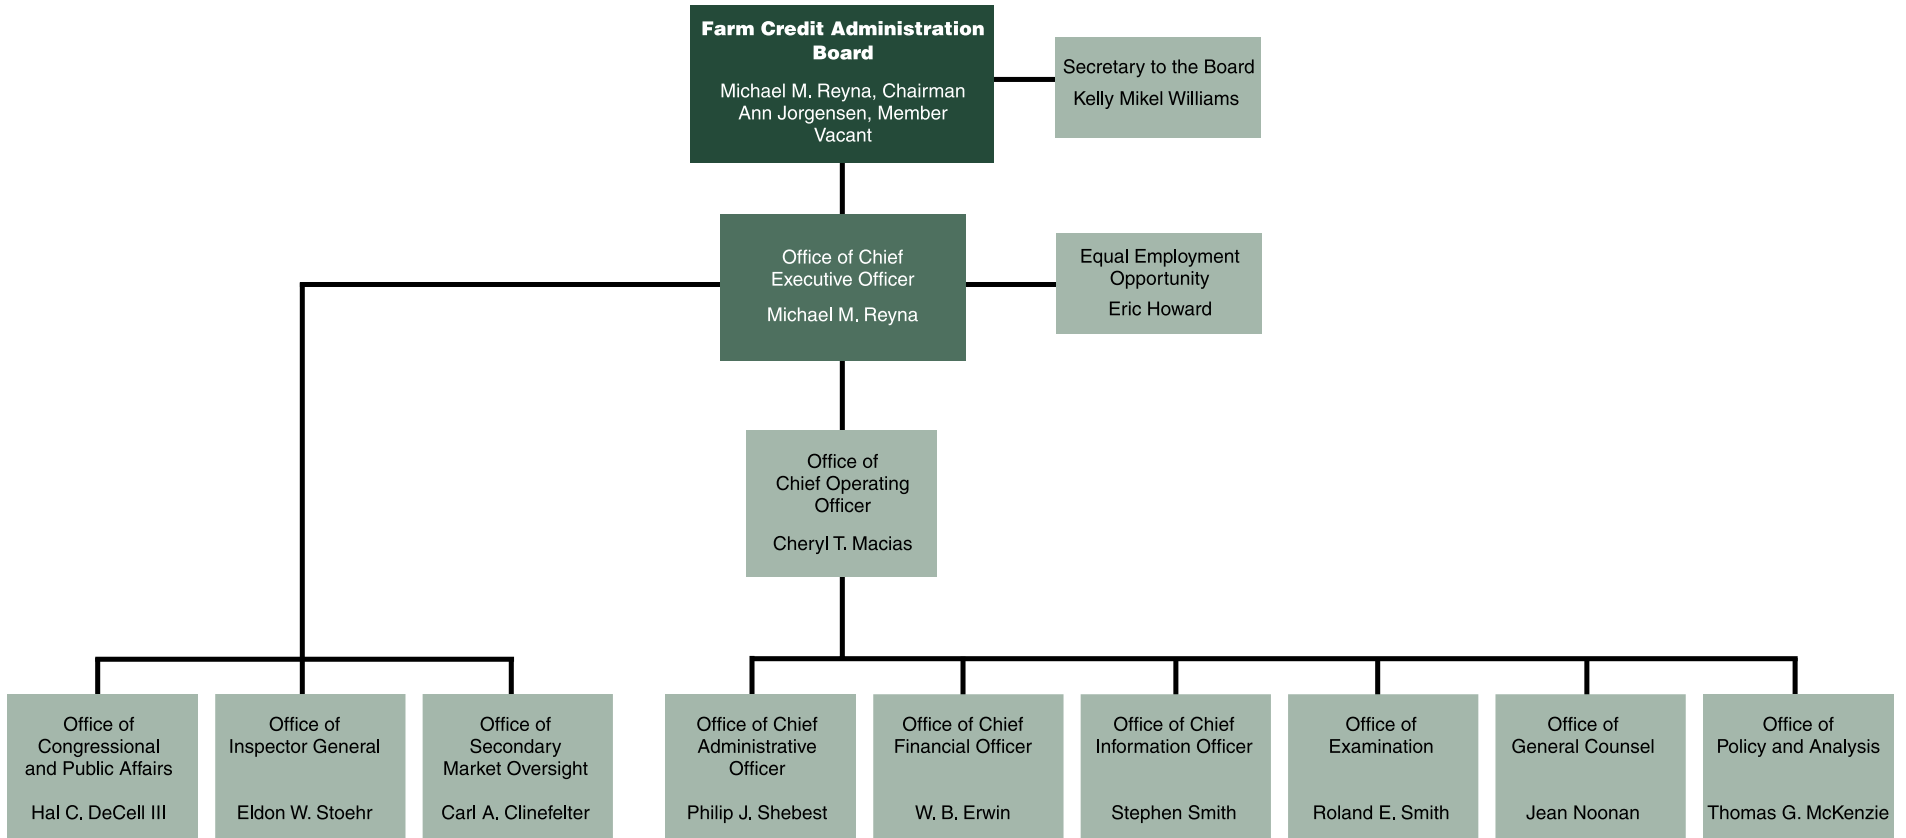 Farm Credit Administration
Board
Michael M. Reyna, Chairman
Ann Jorgensen, Member
Vacant
Secretary to the Board
Kelly Mikel Williams
Office of Chief
Executive Officer
Michael M. Reyna
Equal Employment
Opportunity
Eric Howard
Office of
Chief Operating
Officer
Cheryl T. Macias
Office of
Congressional
and Public Affairs
Hal C. DeCell III
Office of
Inspector General
Eldon W. Stoehr
Office of
Secondary
Market Oversight
Carl A. Clinefelter
Office of Chief
Administrative
Officer
Philip J. Shebest
Office of Chief
Financial Officer
W. B. Erwin
Office of Chief
Information Officer
Stephen Smith
Office of
Examination
Roland E. Smith
Office of
General Counsel
Jean Noonan
Office of
Policy and Analysis
Thomas G. McKenzie